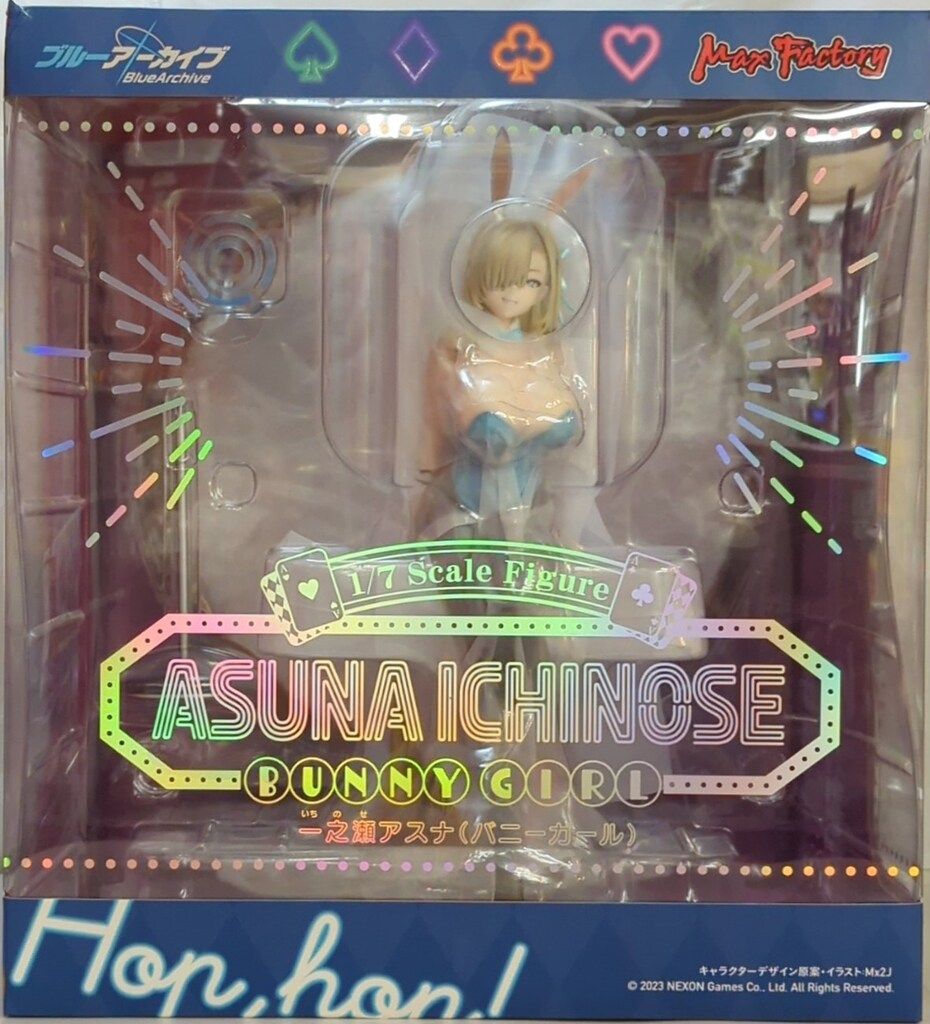 ブルーアーカイブ
BlueArchive
Max Factory
1/7 Scale Figure
ASUNA ICHINOSE
BUNNY GIRL
いちのせ
一之瀬アスナ(バニーガール)
Hop, hop!
キャラクターデザイン原案・イラスト:Mx2J
© 2023 NEXON Games Co., Ltd. All Rights Reserved.